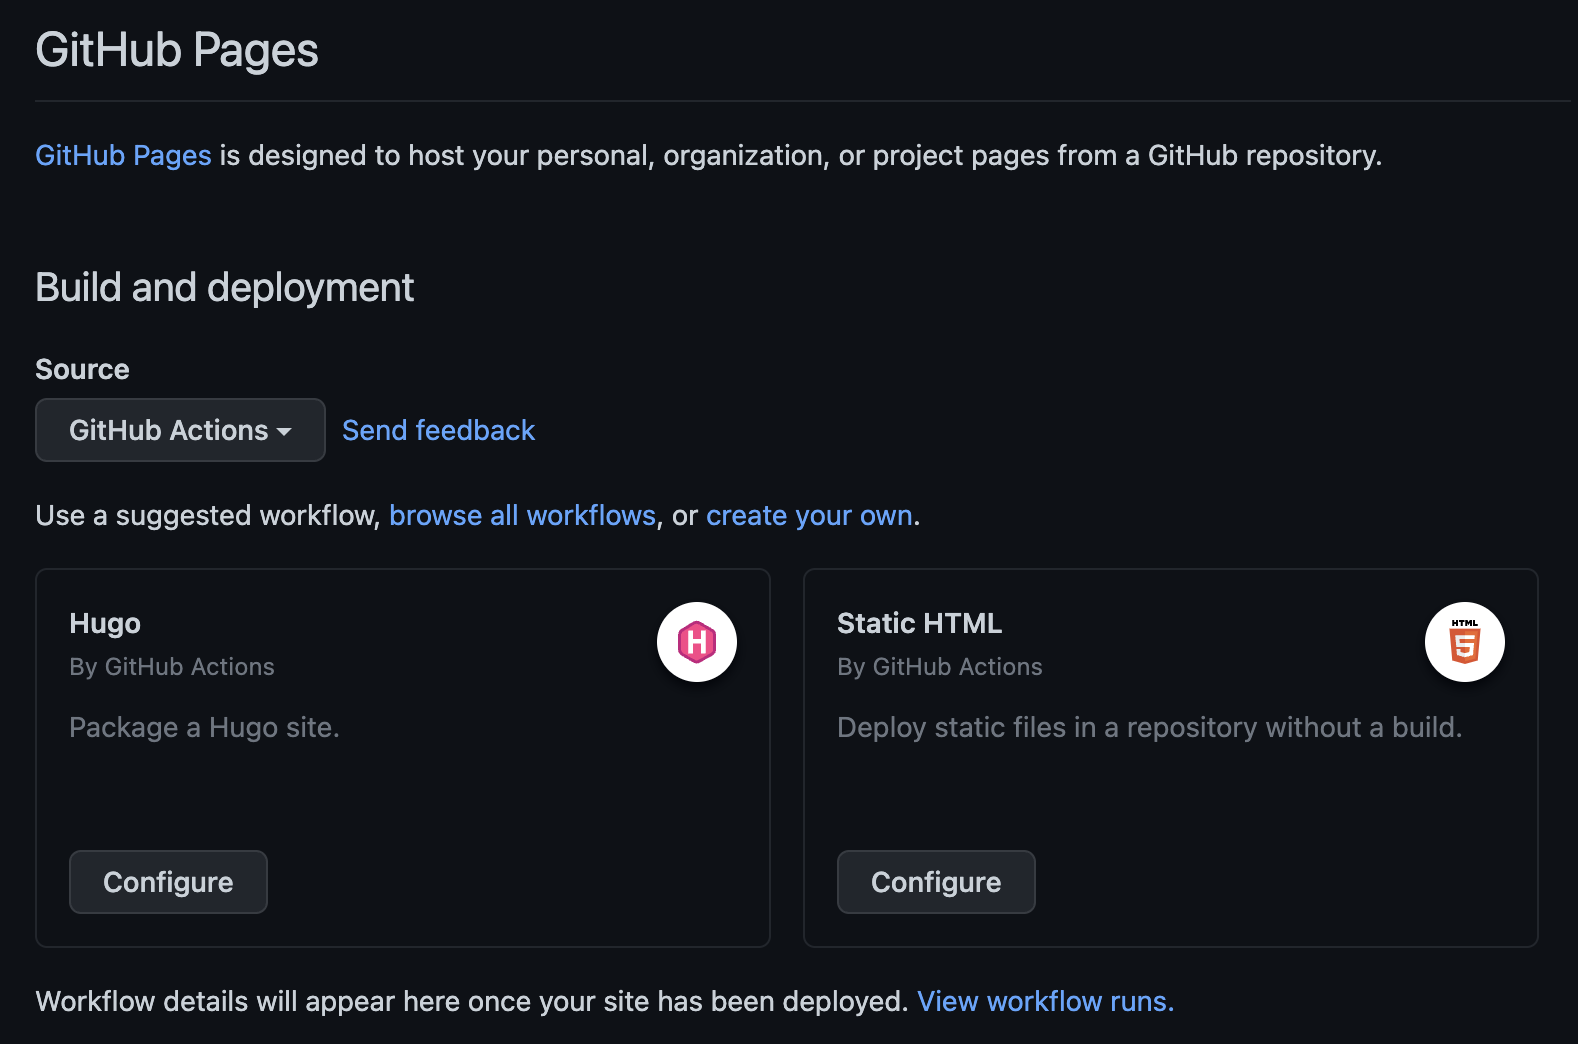 GitHub Pages
GitHub Pages is designed to host your personal, organization, or project pages from a GitHub repository.
Build and deployment
Source
GitHub Actions
Send feedback
Use a suggested workflow, browse all workflows, or create your own.
Hugo
By GitHub Actions
Package a Hugo site.
H
Configure
Static HTML
By GitHub Actions
Deploy static files in a repository without a build.
HTML
5
Configure
Workflow details will appear here once your site has been deployed. View workflow runs.